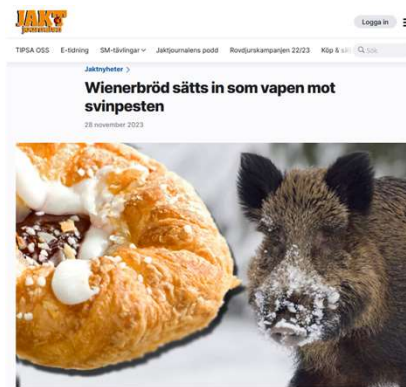 JAKT
JOURNALEN
Logga in
TIPSA OSS E-tidning SM-tävlingar Jaktjournalens podd Rovdjurskampanjen 22/23 Köp & Sök
Jaktnyheter >
Wienerbröd sätts in som vapen mot
svinpesten
28 november 2023